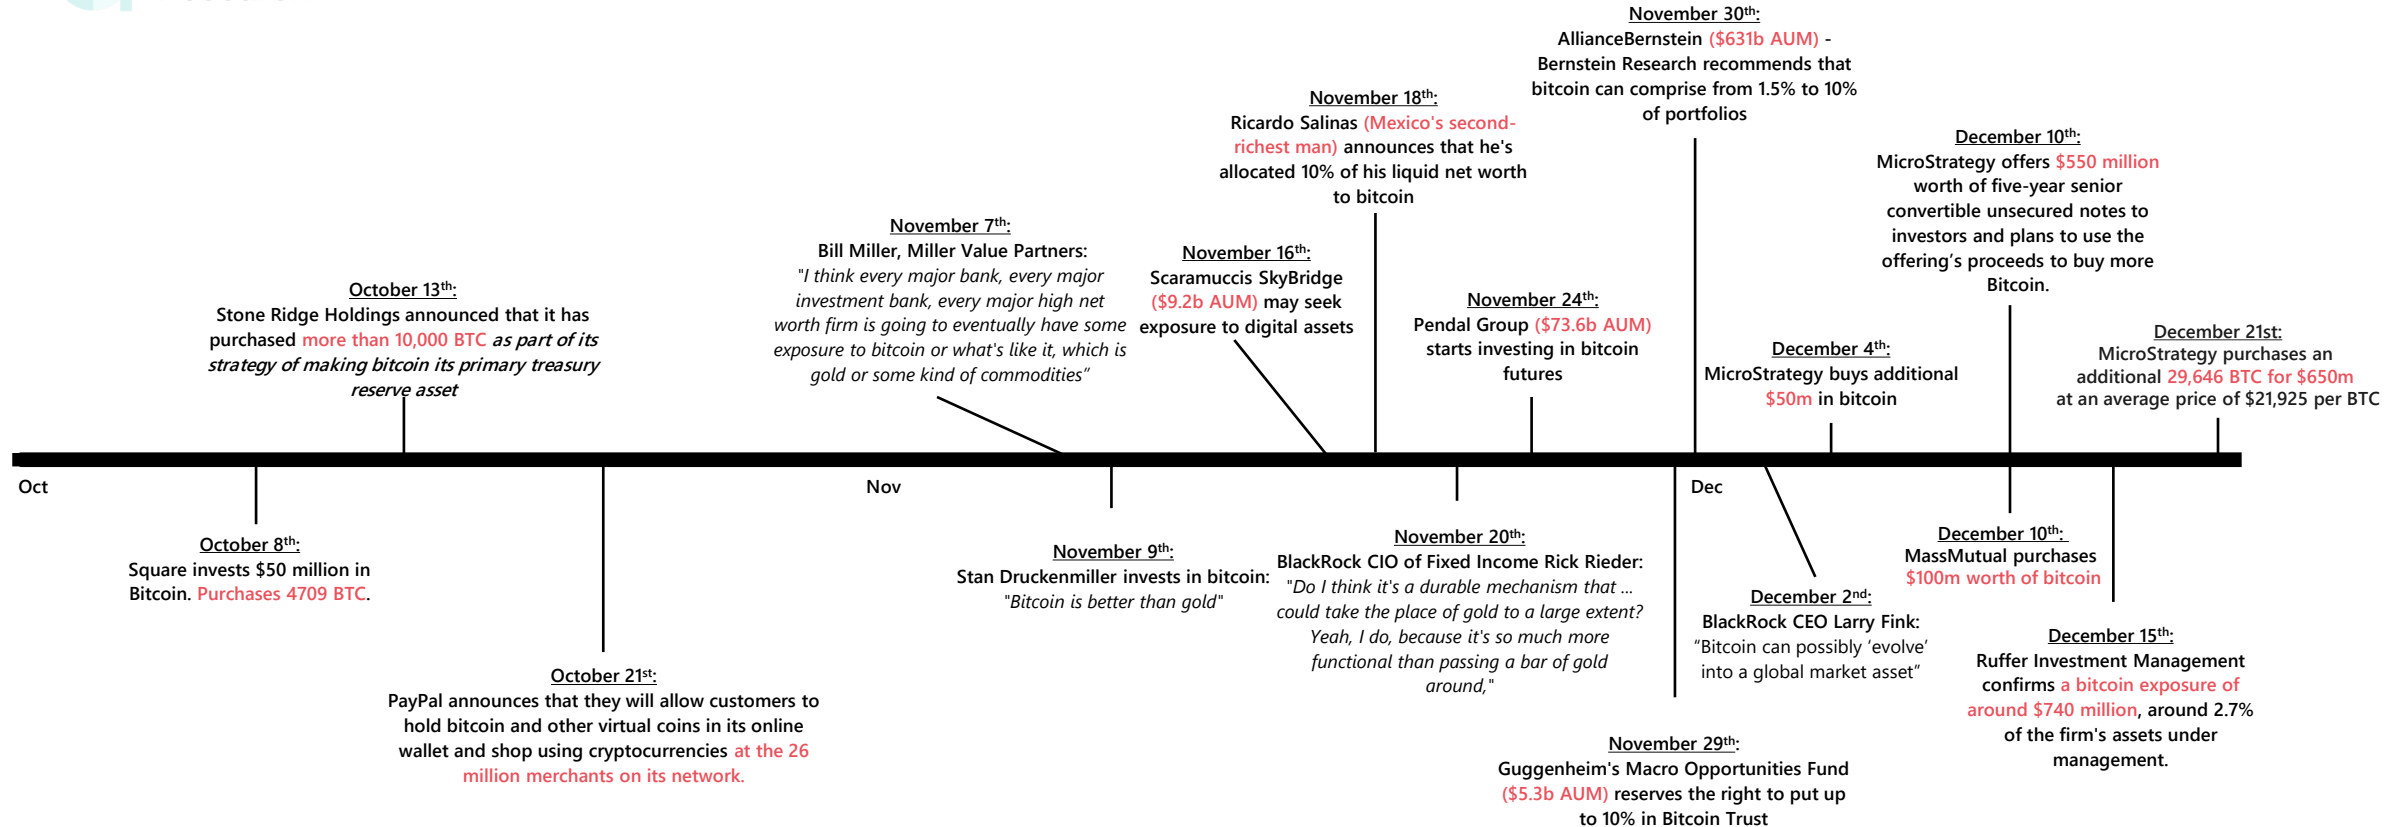 November 30th:
AllianceBernstein ($631b AUM) -
Bernstein Research recommends that
bitcoin can comprise from 1.5% to 10%
of portfolios
November 18th:
Ricardo Salinas (Mexico's second-
richest man) announces that he's
allocated 10% of his liquid net worth
to bitcoin
December 10th:
MicroStrategy offers $550 million
worth of five-year senior
convertible unsecured notes to
investors and plans to use the
offering’s proceeds to buy more
Bitcoin.
November 7th:
Bill Miller, Miller Value Partners:
"I think every major bank, every major
investment bank, every major high net
worth firm is going to eventually have some
exposure to bitcoin or what's like it, which is
gold or some kind of commodities”
November 16th:
Scaramuccis SkyBridge
($9.2b AUM) may seek
exposure to digital assets
October 13th:
Stone Ridge Holdings announced that it has
purchased more than 10,000 BTC as part of its
strategy of making bitcoin its primary treasury
reserve asset
November 24th:
Pendal Group ($73.6b AUM)
starts investing in bitcoin
futures
December 4th:
MicroStrategy buys additional
$50m in bitcoin
December 21st:
MicroStrategy purchases an
additional 29,646 BTC for $650m
at an average price of $21,925 per BTC
Oct
Nov
Dec
October 8th:
Square invests $50 million in
Bitcoin. Purchases 4709 BTC.
October 21st:
PayPal announces that they will allow customers to
hold bitcoin and other virtual coins in its online
wallet and shop using cryptocurrencies at the 26
million merchants on its network.
November 9th:
Stan Druckenmiller invests in bitcoin:
"Bitcoin is better than gold"
November 20th:
BlackRock CIO of Fixed Income Rick Rieder:
"Do I think it's a durable mechanism that ...
could take the place of gold to a large extent?
Yeah, I do, because it's so much more
functional than passing a bar of gold
around,"
November 29th:
Guggenheim's Macro Opportunities Fund
($5.3b AUM) reserves the right to put up
to 10% in Bitcoin Trust
December 2nd:
BlackRock CEO Larry Fink:
“Bitcoin can possibly ‘evolve’
into a global market asset”
December 10th:
MassMutual purchases
$100m worth of bitcoin
December 15th:
Ruffer Investment Management
confirms a bitcoin exposure of
around $740 million, around 2.7%
of the firm's assets under
management.